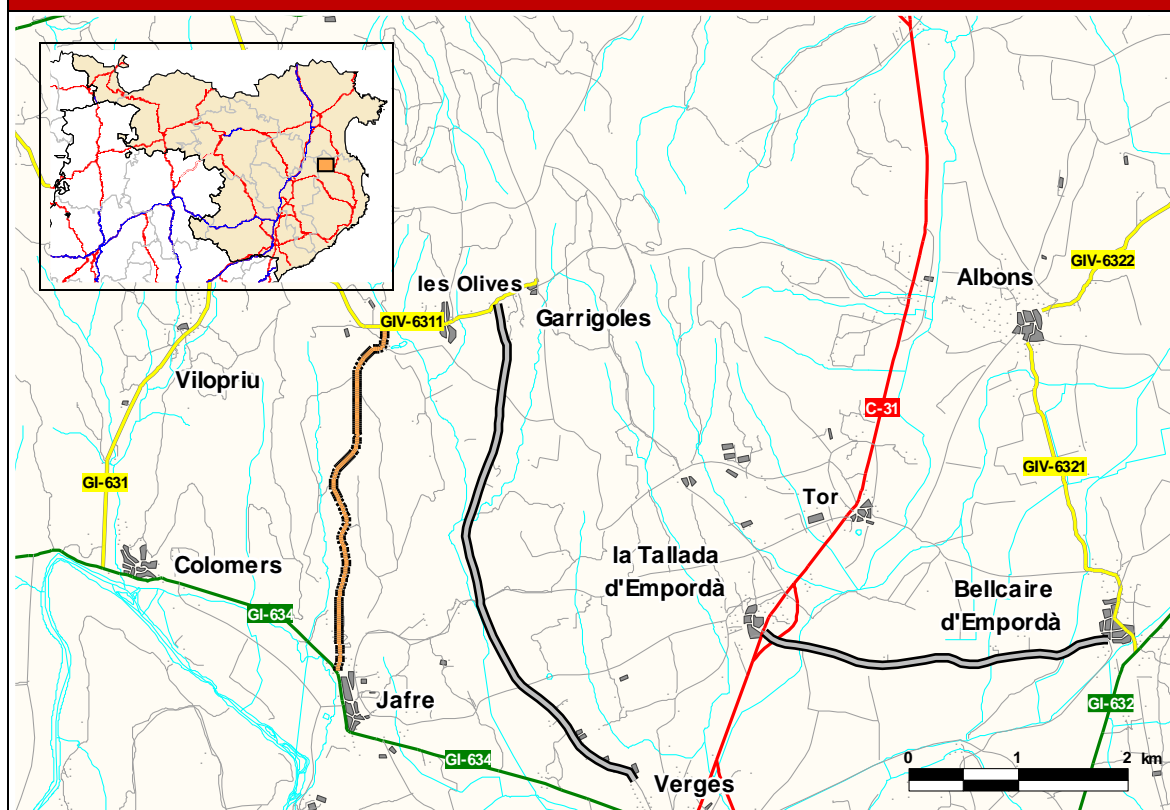 les Olives
GIV-6311
Garrigoles
Vilopriu
GI-631
Colomers
GI-634
Jafre
GI-634
Verges
Albons
GIV-6322
C-31
GIV-6321
Tor
la Tallada
d'Empordà
Bellcaire
d'Empordà
GI-632
0 1 2 km